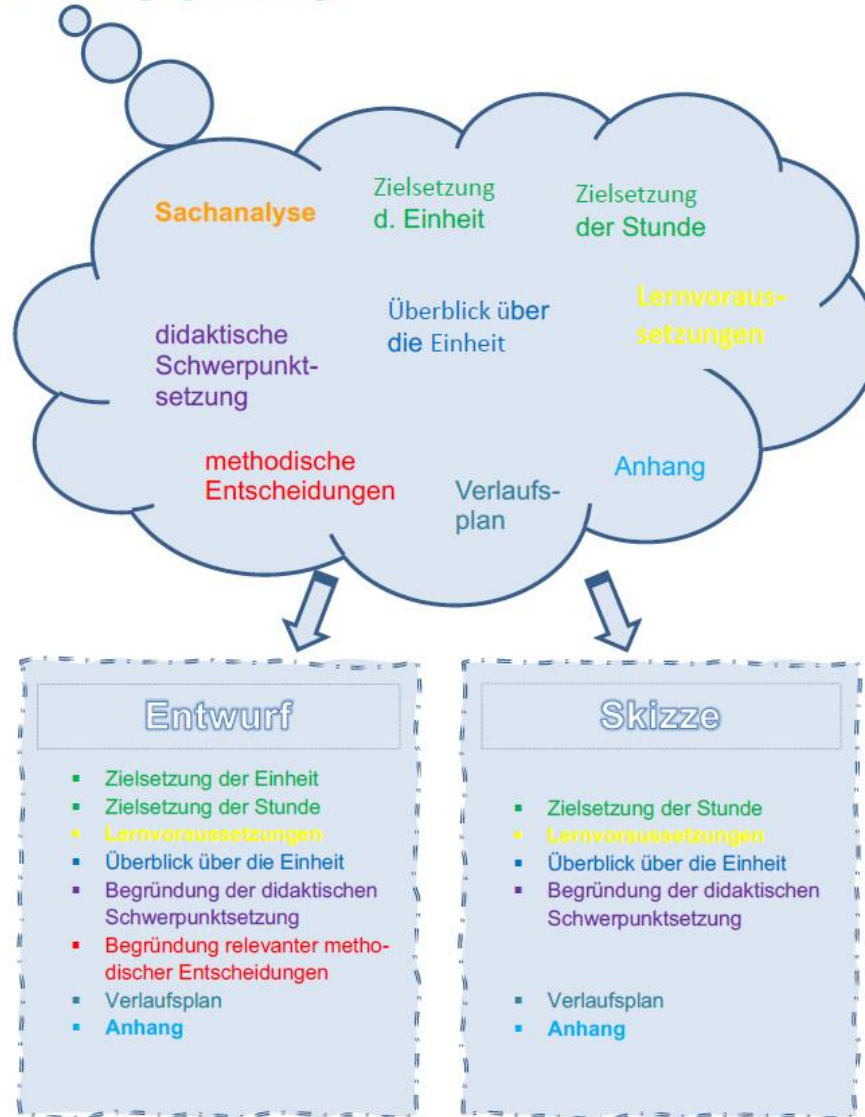 Sachanalyse
Zielsetzung
d. Einheit
Zielsetzung
der Stunde
didaktische
Schwerpunkt-
setzung
Überblick über
die Einheit
Lernvoraus-
setzungen
methodische
Entscheidungen
Verlaufs-
plan
Anhang
Entwurf
▪ Zielsetzung der Einheit
▪ Zielsetzung der Stunde
▪ Lernvoraussetzungen
▪ Überblick über die Einheit
▪ Begründung der didaktischen
Schwerpunktsetzung
▪ Begründung relevanter metho-
discher Entscheidungen
▪ Verlaufsplan
▪ Anhang
Skizze
▪ Zielsetzung der Stunde
▪ Lernvoraussetzungen
▪ Überblick über die Einheit
▪ Begründung der didaktischen
Schwerpunktsetzung
▪ Verlaufsplan
▪ Anhang